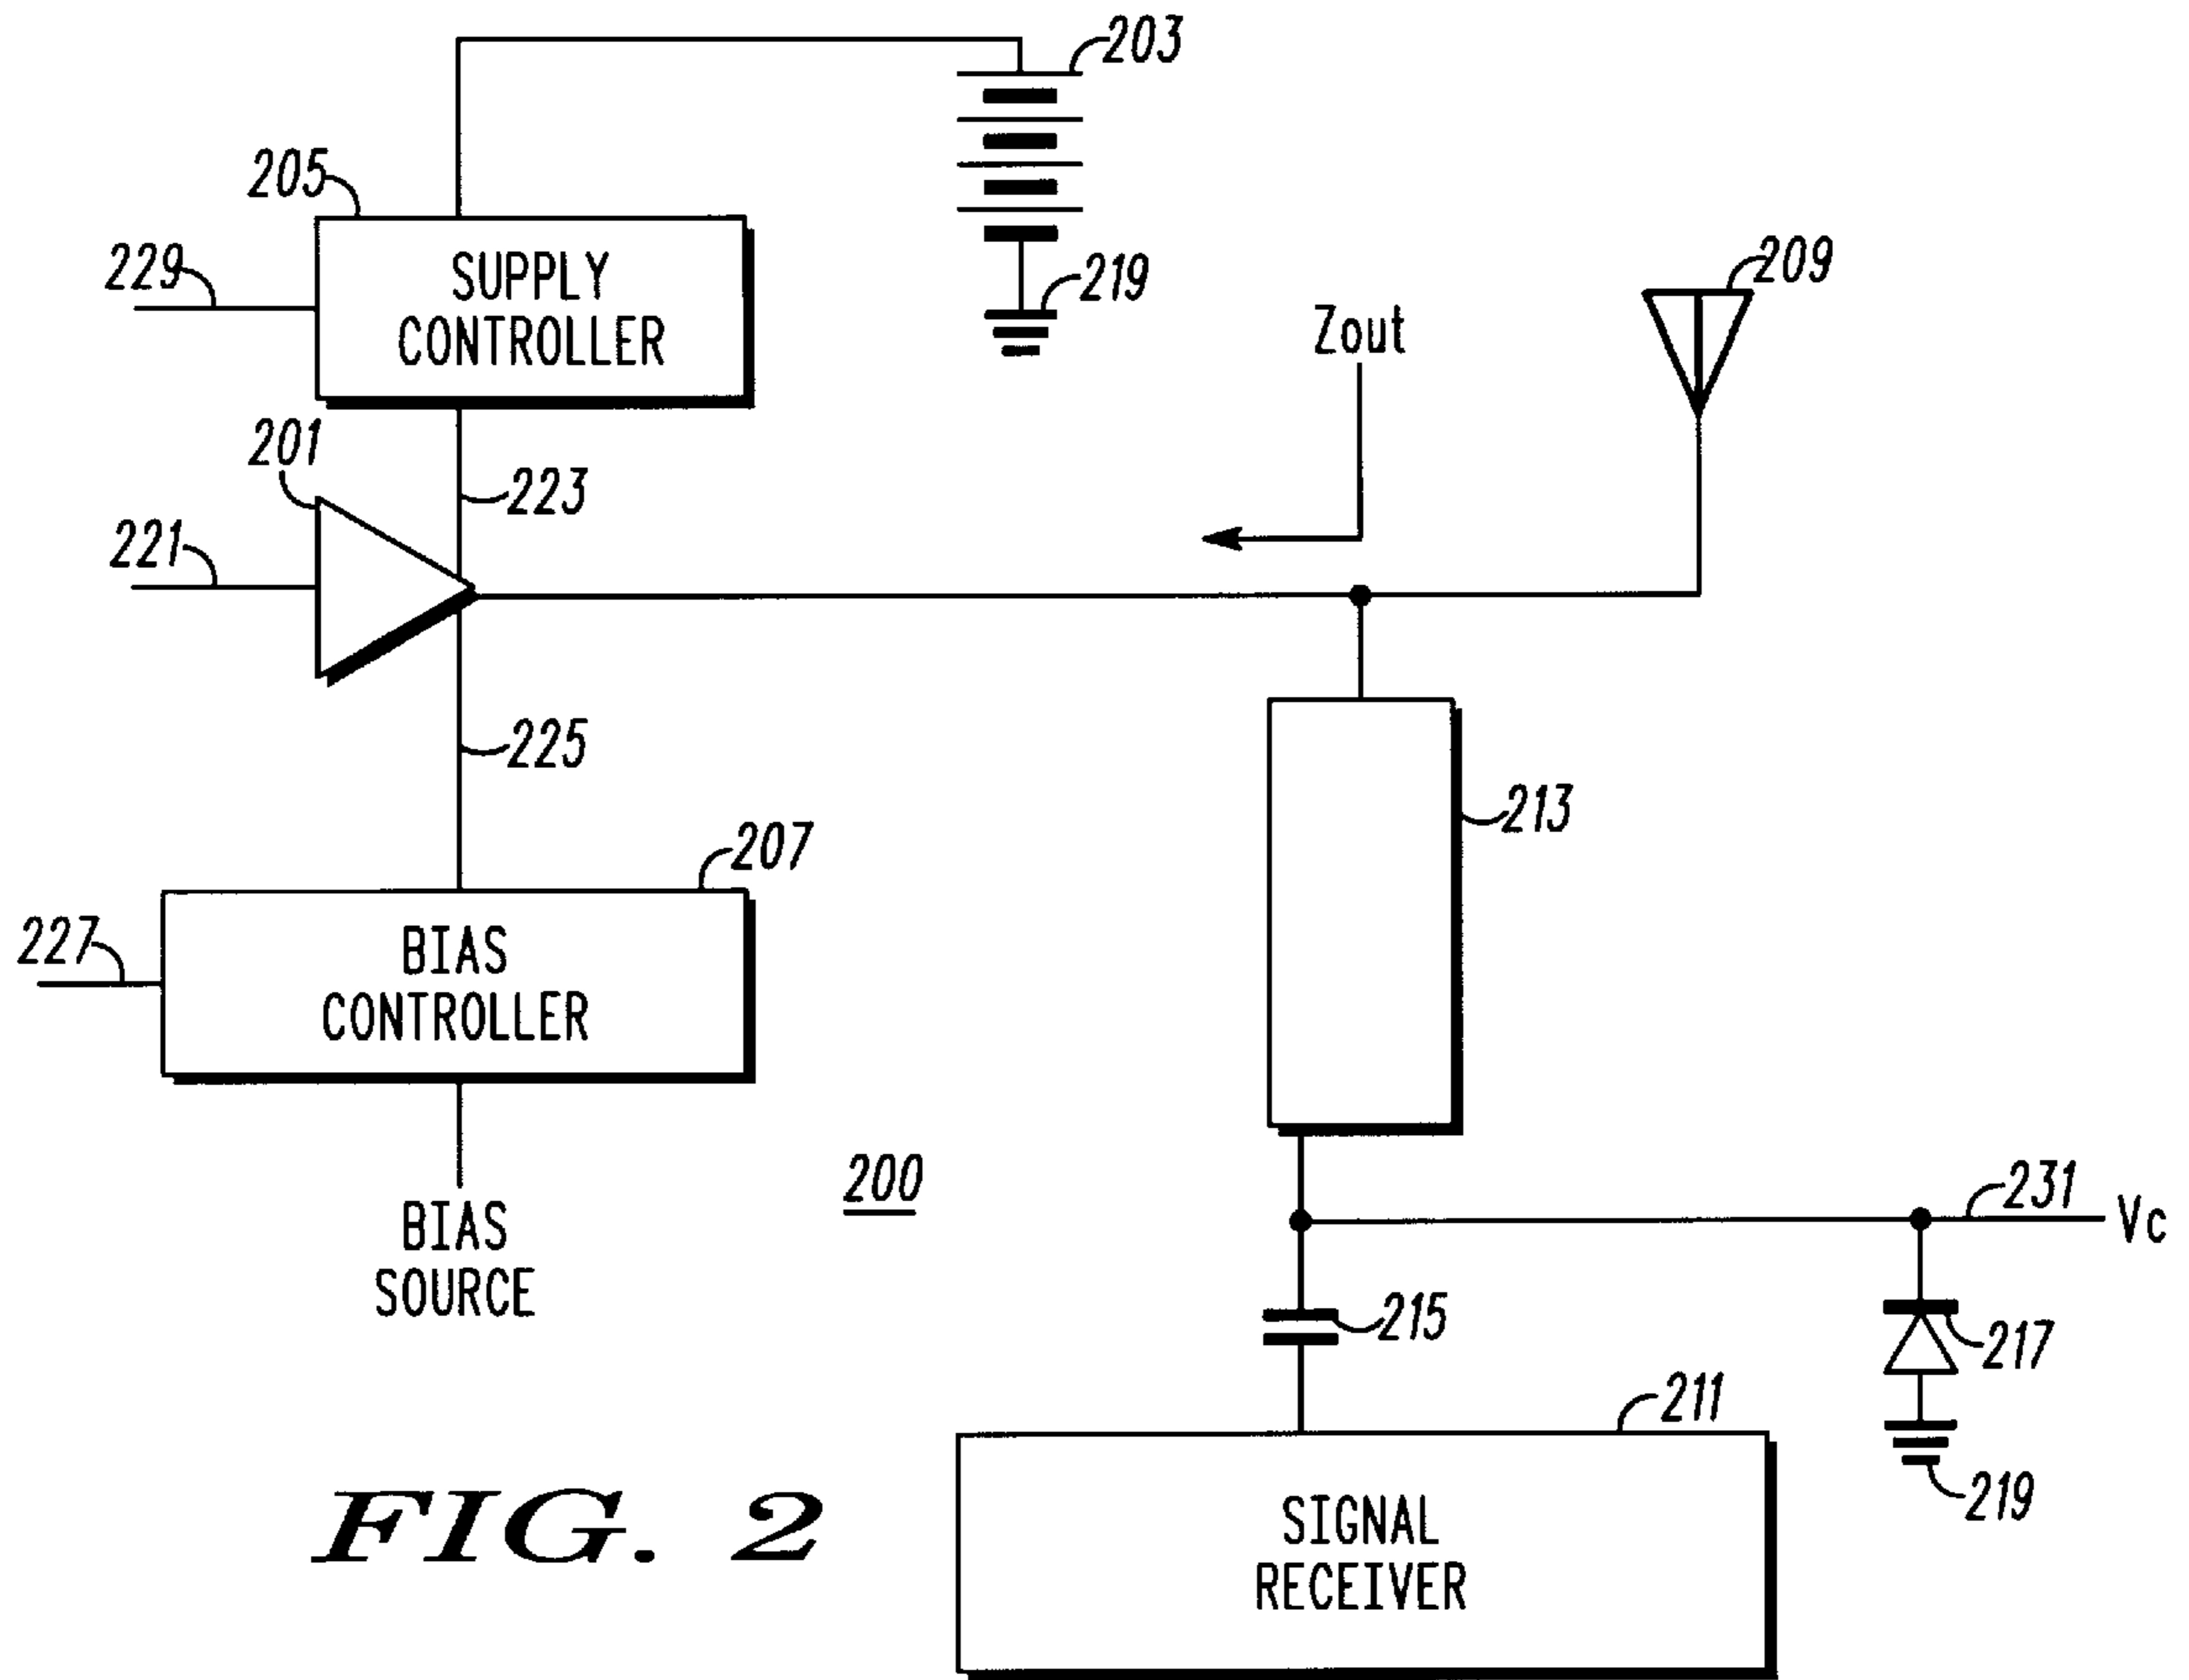 203
205
229
SUPPLY
CONTROLLER
219
209
Zout
201
223
221
225
213
207
227
BIAS
CONTROLLER
200
231
Vc
BIAS
SOURCE
215
217
211
219
SIGNAL
RECEIVER
FIG. 2